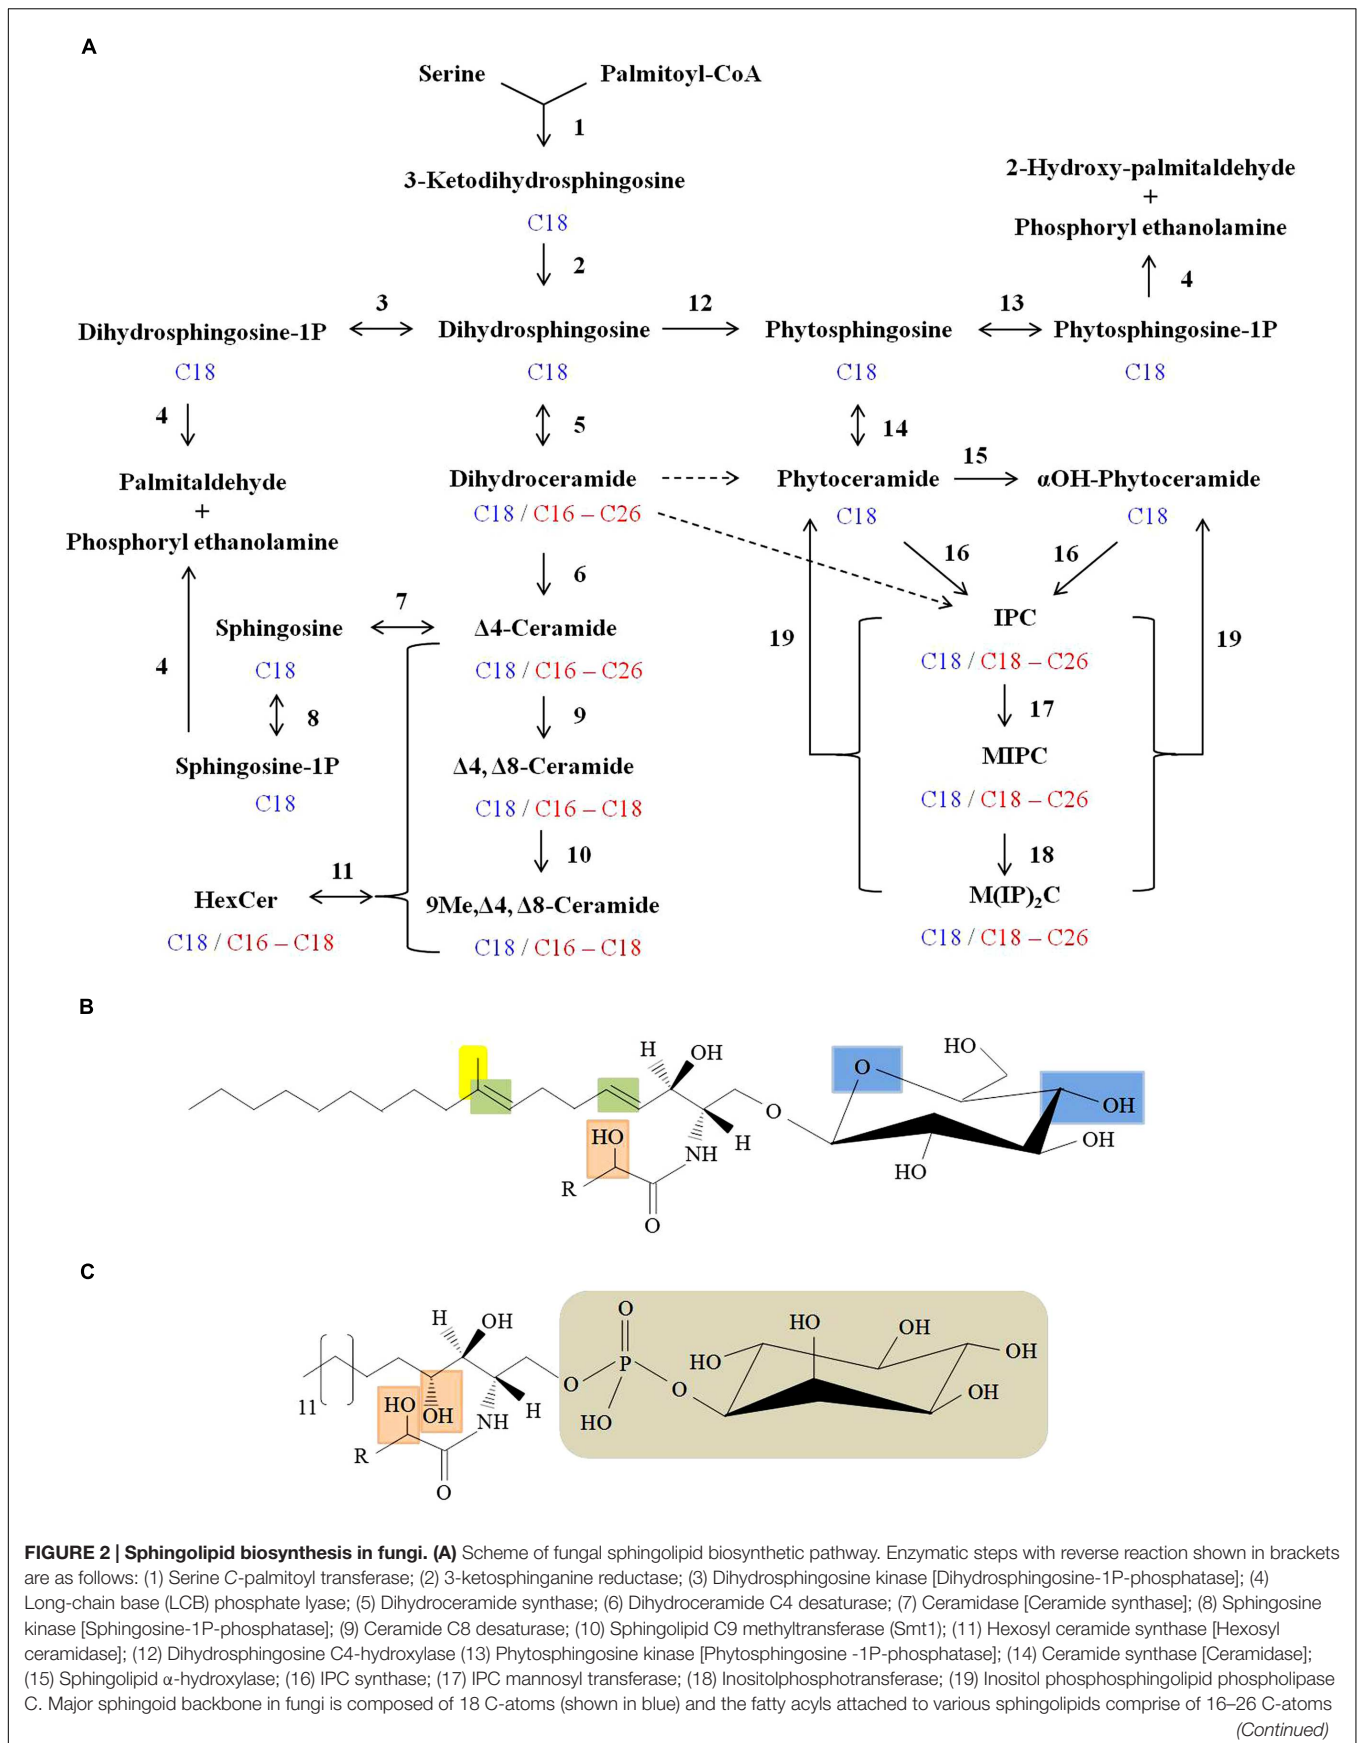 A
Serine Palmitoyl-CoA
1
3-Ketodihydrosphingosine
C18
2-Hydroxy-palmitaldehyde
+
Phosphoryl ethanolamine
2
4
3 12 13
Dihydrosphingosine-1P Dihydrosphingosine Phytosphingosine Phytosphingosine-1P
C18 C18 C18 C18
4 5 14
15
Palmitaldehyde
+
Phosphoryl ethanolamine
Dihydroceramide Phytoceramide αOH-Phytoceramide
C18 / C16 – C26 C18 C18
6 16 16
7
Sphingosine Δ4-Ceramide IPC
C18 C18 / C16 – C26 C18 / C18 – C26
4 19 19
8 9 17
Sphingosine-1P Δ4, Δ8-Ceramide MIPC
C18 C18 / C16 – C18 C18 / C18 – C26
10 18
11
HexCer 9Me,Δ4, Δ8-Ceramide M(IP)₂C
C18 / C16 – C18 C18 / C16 – C18 C18 / C18 – C26
B
H OH HO
O
O OH
HO NH H OH
R HO
O
C
H OH O HO OH
HO OH
O P O
11 HO OH NH H HO OH
R
O
FIGURE 2 | Sphingolipid biosynthesis in fungi. (A) Scheme of fungal sphingolipid biosynthetic pathway. Enzymatic steps with reverse reaction shown in brackets
are as follows: (1) Serine C-palmitoyl transferase; (2) 3-ketosphinganine reductase; (3) Dihydrosphingosine kinase [Dihydrosphingosine-1P-phosphatase]; (4)
Long-chain base (LCB) phosphate lyase; (5) Dihydroceramide synthase; (6) Dihydroceramide C4 desaturase; (7) Ceramidase [Ceramide synthase]; (8) Sphingosine
kinase [Sphingosine-1P-phosphatase]; (9) Ceramide C8 desaturase; (10) Sphingolipid C9 methyltransferase (Smt1); (11) Hexosyl ceramide synthase [Hexosyl
ceramidase]; (12) Dihydrosphingosine C4-hydroxylase (13) Phytosphingosine kinase [Phytosphingosine -1P-phosphatase]; (14) Ceramide synthase [Ceramidase];
(15) Sphingolipid α-hydroxylase; (16) IPC synthase; (17) IPC mannosyl transferase; (18) Inositolphosphotransferase; (19) Inositol phosphosphingolipid phospholipase
C. Major sphingoid backbone in fungi is composed of 18 C-atoms (shown in blue) and the fatty acyls attached to various sphingolipids comprise of 16–26 C-atoms
(Continued)